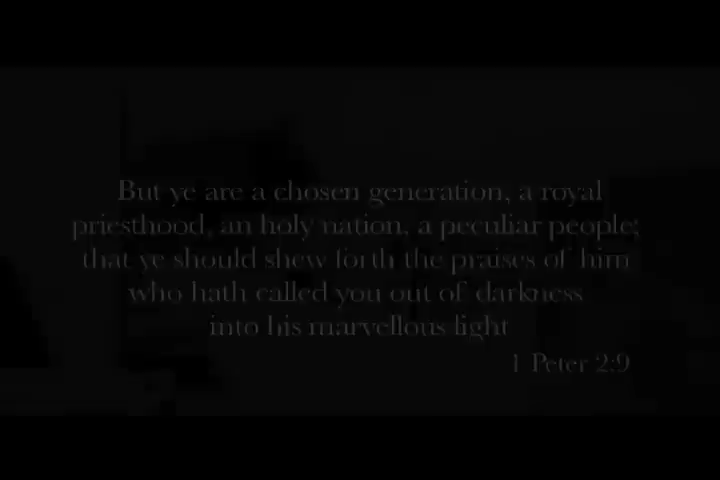 But ye are a chosen generation, a royal
priesthood, an holy nation, a peculiar people;
that ye should shew forth the praises of him
who hath called you out of darkness
into his marvellous light
1 Peter 2:9